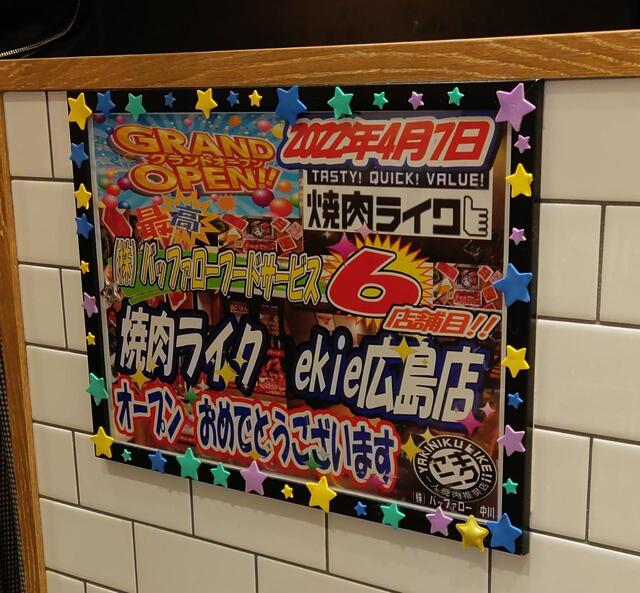 GRAND
グランドオープン
OPEN!!
2022年4月1日
TASTY! QUICK! VALUE!
焼肉ライク
最高
(株)バッファローフードサービス
6
店舗目!!
焼肉ライク ekie広島店
オープン おめでとうございます
YAKINIKU LIKE!!
(株)バッファロー 中川